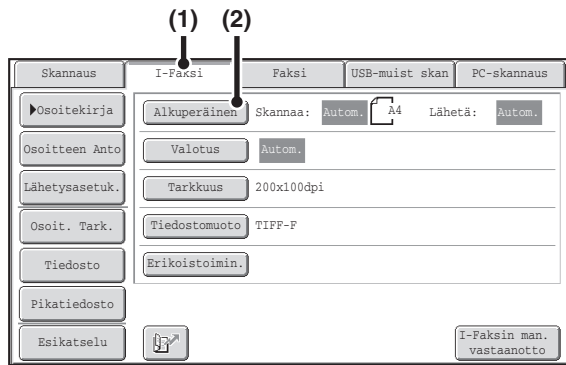 (1) (2)
Skannaus I-Faksi Faksi USB-muist skan PC-skannaus
Osoitekirja Alkuperäinen Skannaa: Autom. A4 Lähetä: Autom.
Osoitteen Anto Valotus Autom.
Lähetysasetuk. Tarkkuus 200x100dpi
Osoit. Tark. Tiedostomuoto TIFF-F
Tiedosto Erikoistoimin.
Pikatiedosto
Esikatselu I-Faksin man.
vastaanotto